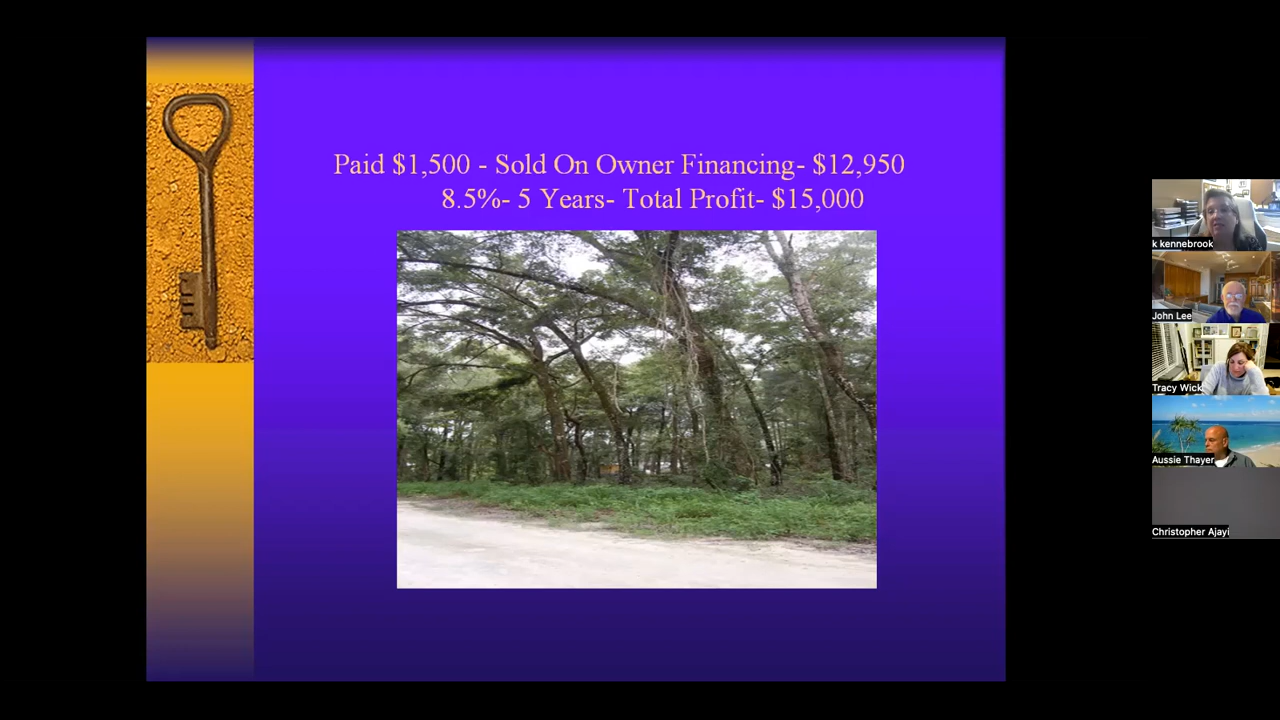 Paid $1,500 - Sold On Owner Financing- $12,950
8.5%- 5 Years- Total Profit- $15,000
k kennebrook
John Lee
Tracy Wick
Aussie Thayer
Christopher Ajayi